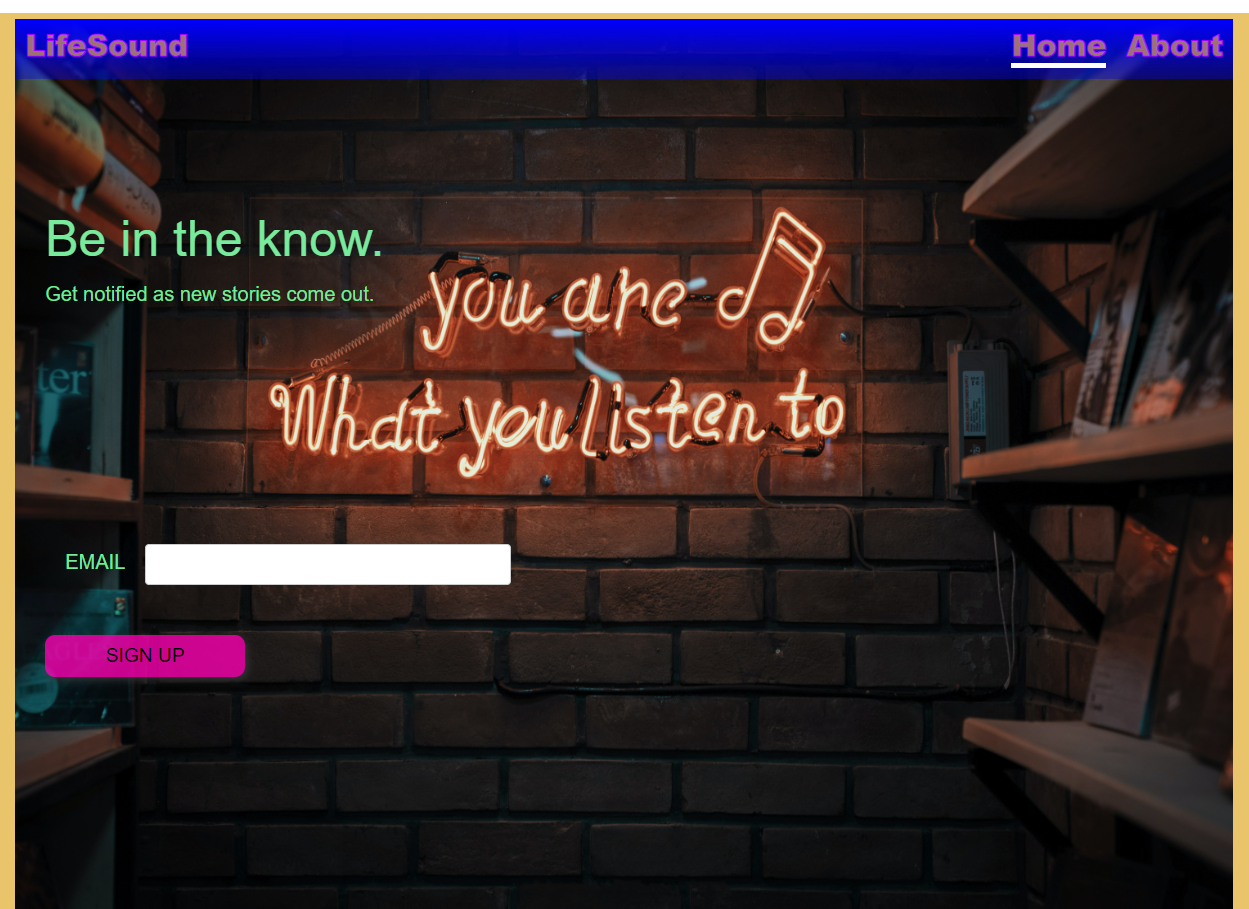 LifeSound
Home About
Be in the know.
Get notified as new stories come out.
you are
What you listen to
ter
EMAIL
SIGN UP